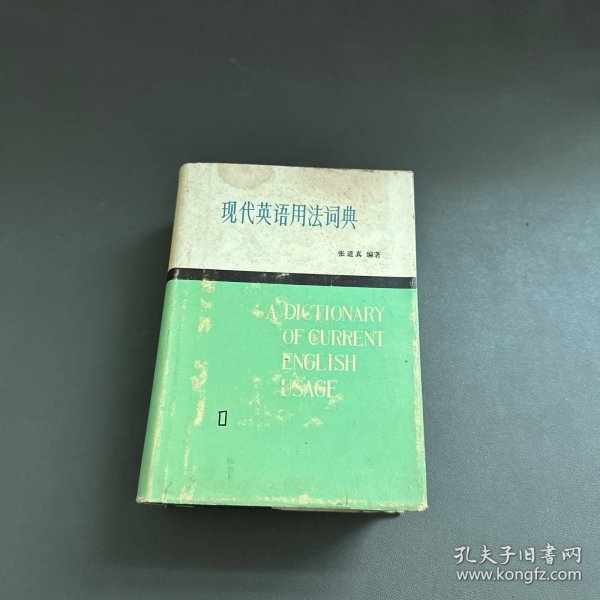 现代英语用法词典
张道真 编著
A DICTIONARY
OF CURRENT
ENGLISH
USAGE
孔夫子旧書网
www.kongfz.com